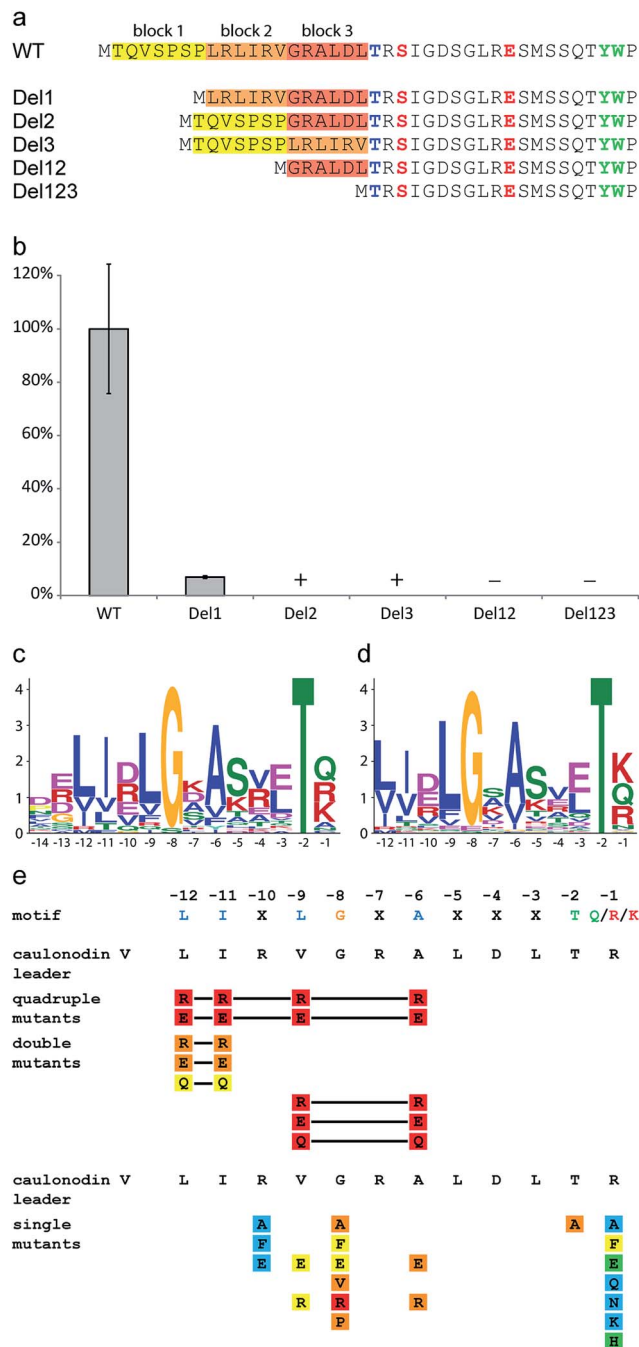 a
block 1 block 2 block 3
WT MTQVSPSPLRLIRVGRALDLTRSIGDSGLRESMSSQTYWP
Del1 MLRLIRVGRALDLTRSIGDSGLRESMSSQTYWP
Del2 MTQVSPSPGRALDLTRSIGDSGLRESMSSQTYWP
Del3 MTQVSPSPLRLIRVTRSIGDSGLRESMSSQTYWP
Del12 MGRALDLTRSIGDSGLRESMSSQTYWP
Del123 MTRSIGDSGLRESMSSQTYWP
b
120%
100%
80%
60%
40%
20%
0%
+ + – –
WT Del1 Del2 Del3 Del12 Del123
c d
4
3
2
1
0
-14 -13 -12 -11 -10 -9 -8 -7 -6 -5 -4 -3 -2 -1
4
3
2
1
0
-12 -11 -10 -9 -8 -7 -6 -5 -4 -3 -2 -1
e
-12 -11 -10 -9 -8 -7 -6 -5 -4 -3 -2 -1
motif L I X L G X A X X X T Q/R/K
caulonodin V L I R V G R A L D L T R
leader
quadruple R R R R
mutants E E E E
double R R
mutants E E
Q Q
R R
E E
Q Q
caulonodin V L I R V G R A L D L T R
leader
single A A A A
mutants F F F
E E E E E
V Q
R R R N
P K
H